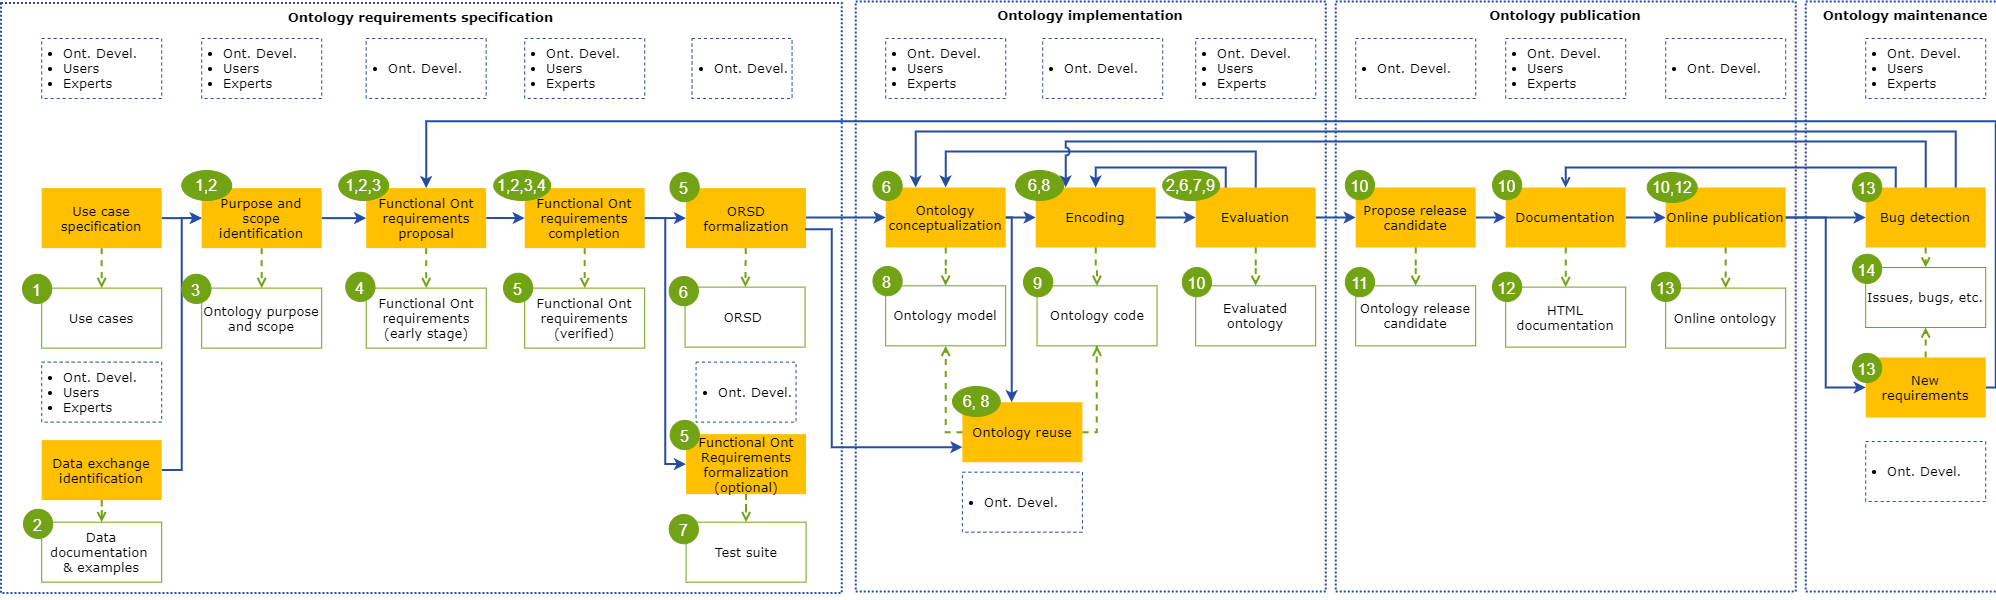 Ontology requirements specification
Ont. Devel.
Users
Experts
Ont. Devel.
Users
Experts
Ont. Devel.
Ont. Devel.
Users
Experts
Ont. Devel.
Use case
specification
1,2
Purpose and
scope
identification
1,2,3
Functional Ont
requirements
proposal
1,2,3,4
Functional Ont
requirements
completion
5
ORSD
formalization
1
Use cases
3
Ontology purpose
and scope
4
Functional Ont
requirements
(early stage)
5
Functional Ont
requirements
(verified)
6
ORSD
Ont. Devel.
Users
Experts
Ont. Devel.
Data exchange
identification
5
Functional Ont
Requirements
formalization
(optional)
2
Data
documentation
& examples
7
Test suite
Ontology implementation
Ont. Devel.
Users
Experts
Ont. Devel.
Ont. Devel.
Users
Experts
6
Ontology
conceptualization
6,8
Encoding
2,6,7,9
Evaluation
8
Ontology model
9
Ontology code
10
Evaluated
ontology
6, 8
Ontology reuse
Ont. Devel.
Ontology publication
Ont. Devel.
Ont. Devel.
Users
Experts
Ont. Devel.
10
Propose release
candidate
10
Documentation
10,12
Online publication
11
Ontology release
candidate
12
HTML
documentation
13
Online ontology
Ontology maintenance
Ont. Devel.
Users
Experts
13
Bug detection
14
Issues, bugs, etc.
13
New
requirements
Ont. Devel.